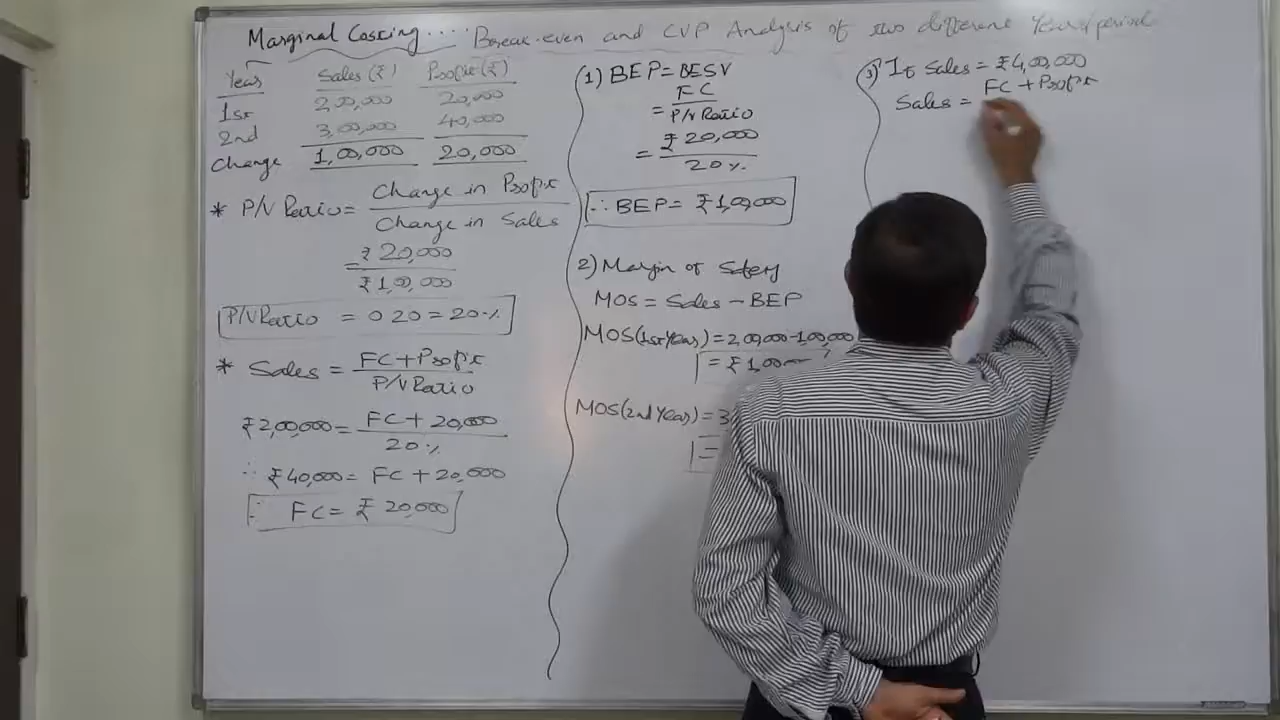 Marginal Costing.... Break-even and CVP Analysis of two different Years/period
Years Sales (₹) Profit (₹)
1st 2,00,000 20,000
2nd 3,00,000 40,000
Change 1,00,000 20,000
* P/V Ratio = Change in Profit
Change in Sales
= ₹ 20,000
₹ 1,00,000
P/V Ratio = 0.20 = 20%
* Sales = FC + Profit
P/V Ratio
₹ 2,00,000 = FC + 20,000
20%
∴ ₹ 40,000 = FC + 20,000
∴ FC = ₹ 20,000
(1) BEP = BESV
= FC
P/V Ratio
= ₹ 20,000
20%
∴ BEP = ₹ 1,00,000
2) Margin of Safety
MOS = Sales - BEP
MOS (1st Year) = 2,00,000 - 1,00,000
= ₹ 1,00
MOS (2nd Year) = 3
=
(3) If Sales = ₹ 4,00,000
Sales = FC + Profit